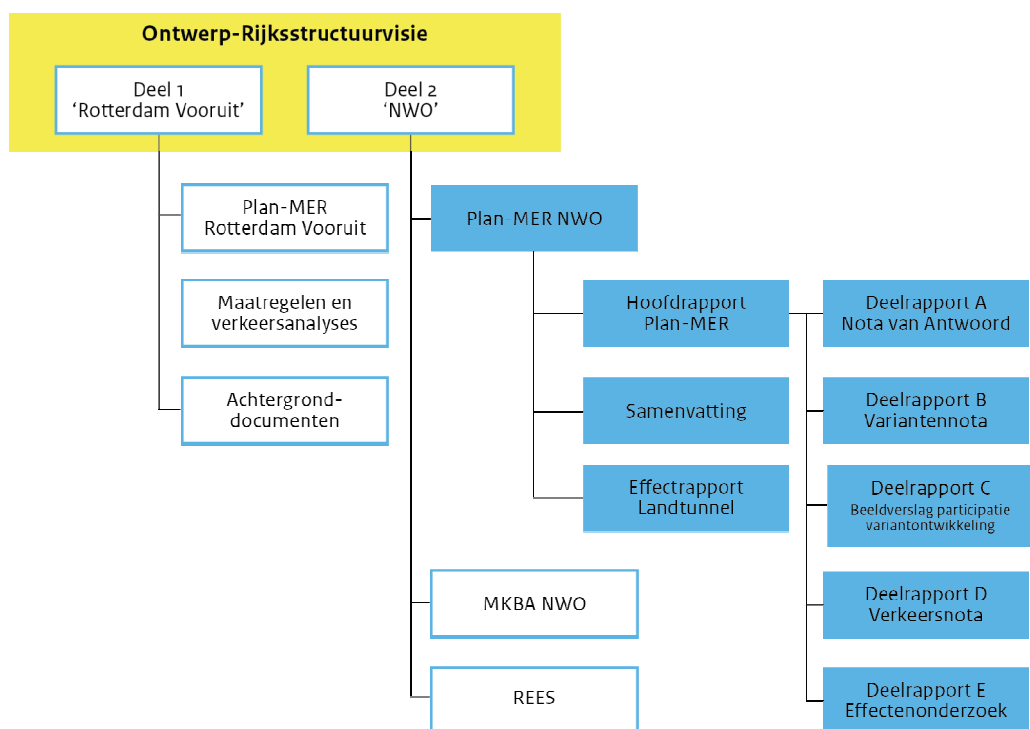 Ontwerp-Rijksstructuurvisie
Deel 1
‘Rotterdam Vooruit’
Deel 2
‘NWO’
Plan-MER
Rotterdam Vooruit
Maatregelen en
verkeersanalyses
Achtergrond-
documenten
Plan-MER NWO
Hoofdrapport
Plan-MER
Samenvatting
Effectrapport
Landtunnel
Deelrapport A
Nota van Antwoord
Deelrapport B
Variantennota
Deelrapport C
Beeldverslag participatie
variantontwikkeling
Deelrapport D
Verkeersnota
Deelrapport E
Effectenonderzoek
MKBA NWO
REES